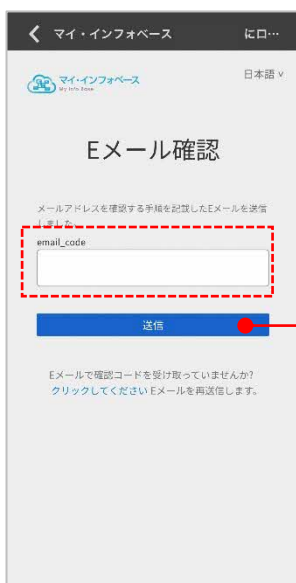 マイ・インフォベース にロ…
マイ・インフォベース
My Info Base
日本語
Eメール確認
メールアドレスを確認する手順を記載したEメールを送信
しました。
email_code
送信
Eメールで確認コードを受け取っていませんか?
クリックしてください Eメールを再送信します。